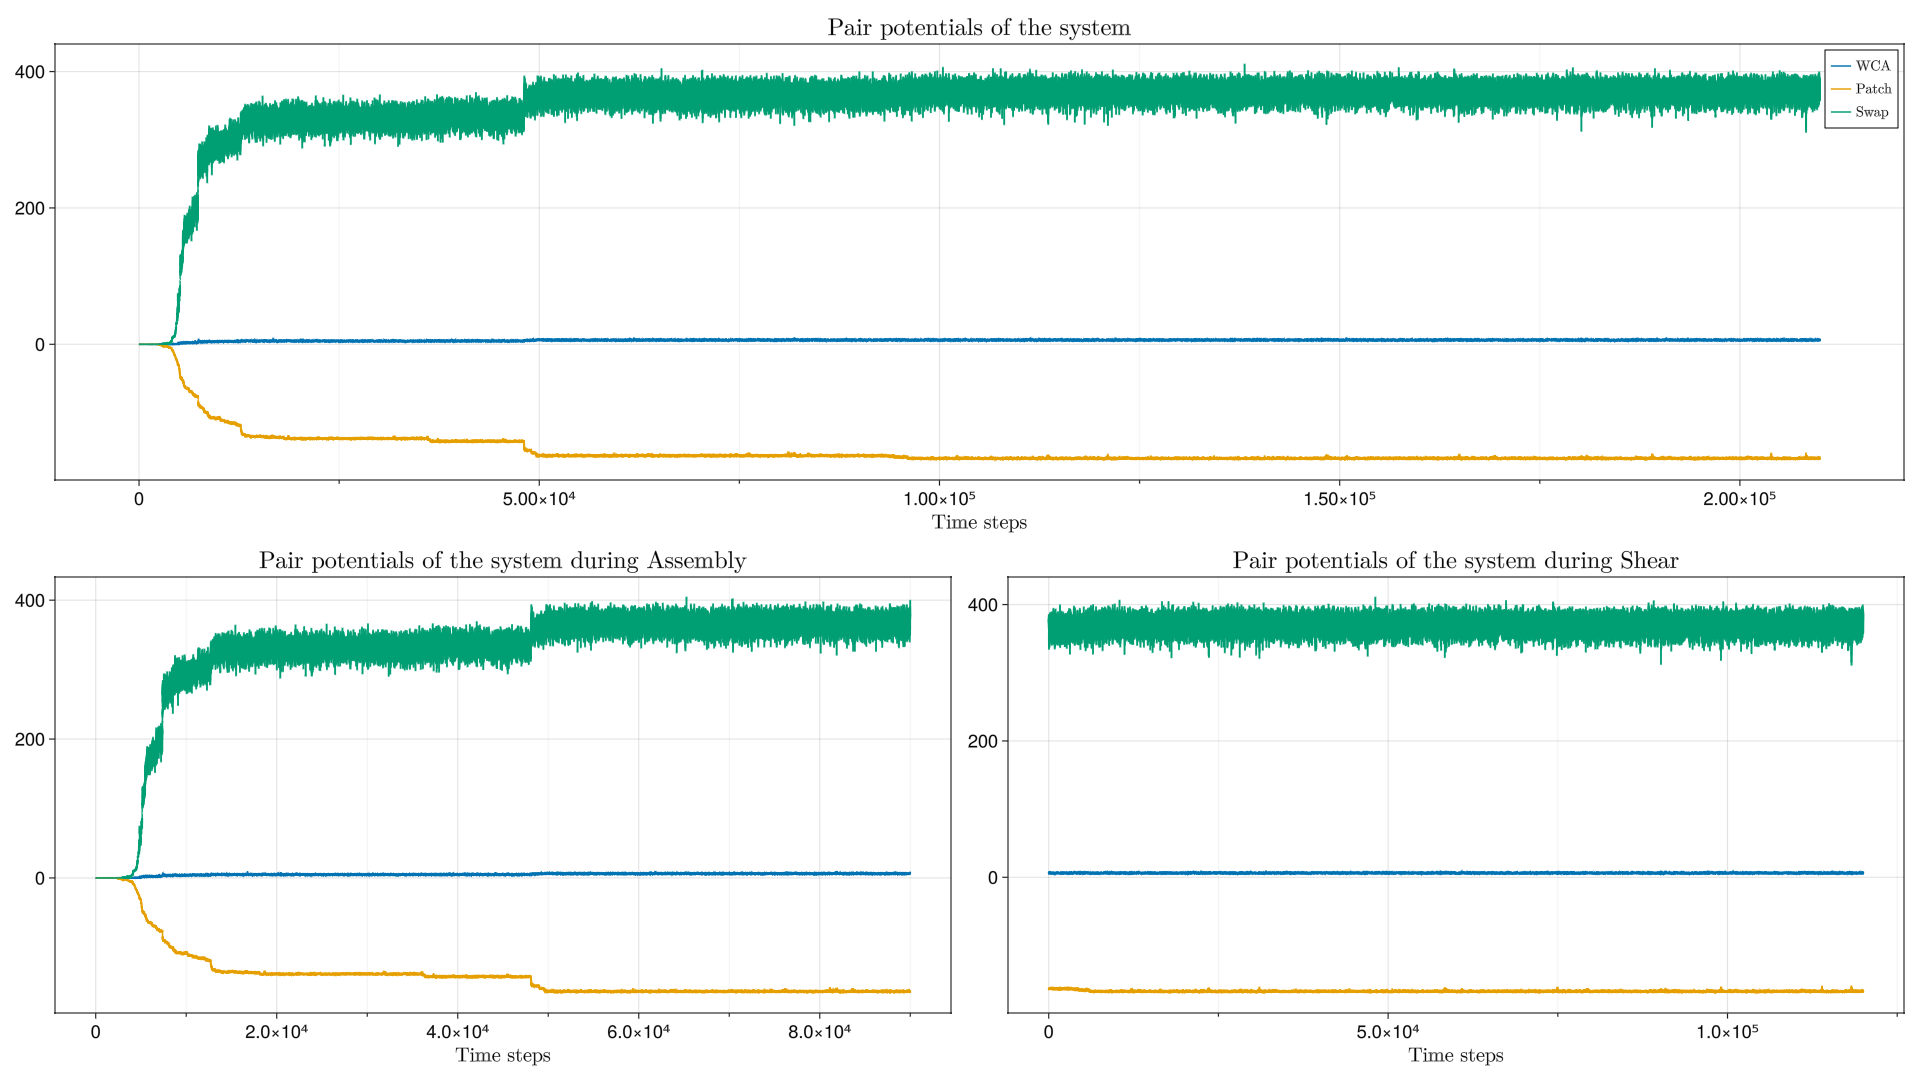 Pair potentials of the system
400
200
0
WCA
Patch
Swap
0
5.00×10⁴
1.00×10⁵
1.50×10⁵
2.00×10⁵
Time steps
Pair potentials of the system during Assembly
400
200
0
0
2.0×10⁴
4.0×10⁴
6.0×10⁴
8.0×10⁴
Time steps
Pair potentials of the system during Shear
400
200
0
0
5.0×10⁴
1.0×10⁵
Time steps